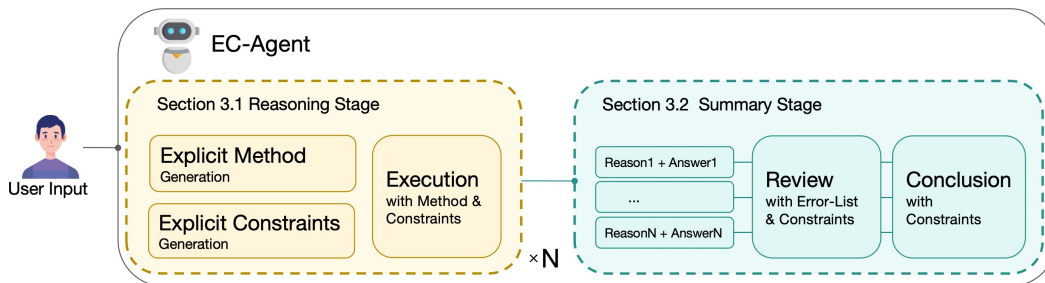 EC-Agent
User Input
Section 3.1 Reasoning Stage
Explicit Method
Generation
Explicit Constraints
Generation
Execution
with Method &
Constraints
×N
Section 3.2 Summary Stage
Reason1 + Answer1
...
ReasonN + AnswerN
Review
with Error-List
& Constraints
Conclusion
with
Constraints